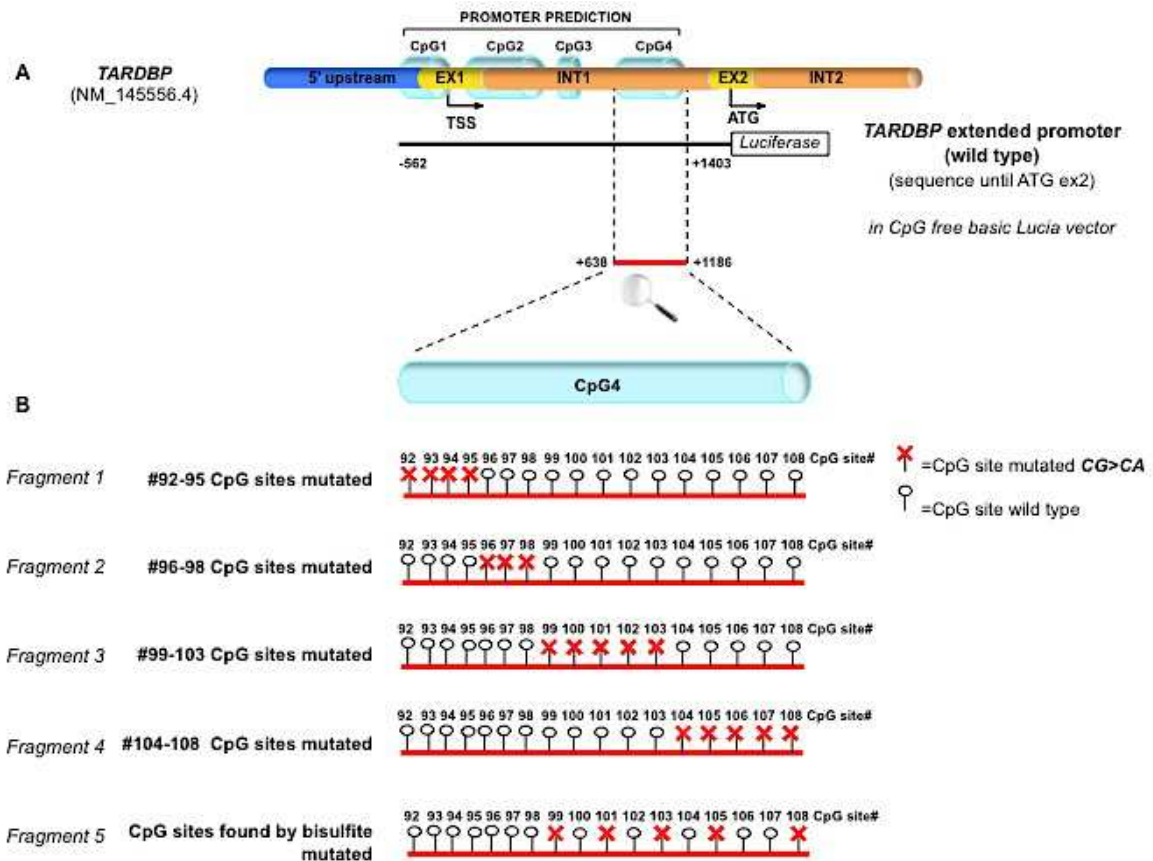 PROMOTER PREDICTION
CpG1 CpG2 CpG3 CpG4
A
TARDBP
(NM_145556.4)
5' upstream EX1 INT1 EX2 INT2
TSS
ATG
Luciferase
-562
+1403
TARDBP extended promoter
(wild type)
(sequence until ATG ex2)
in CpG free basic Lucia vector
+638
+1186
CpG4
B
Fragment 1
#92-95 CpG sites mutated
92 93 94 95 96 97 98 99 100 101 102 103 104 105 106 107 108 CpG site#
=CpG site mutated CG>CA
=CpG site wild type
Fragment 2
#96-98 CpG sites mutated
92 93 94 95 96 97 98 99 100 101 102 103 104 105 106 107 108 CpG site#
Fragment 3
#99-103 CpG sites mutated
92 93 94 95 96 97 98 99 100 101 102 103 104 105 106 107 108 CpG site#
Fragment 4
#104-108 CpG sites mutated
92 93 94 95 96 97 98 99 100 101 102 103 104 105 106 107 108 CpG site#
Fragment 5
CpG sites found by bisulfite
mutated
92 93 94 95 96 97 98 99 100 101 102 103 104 105 106 107 108 CpG site#